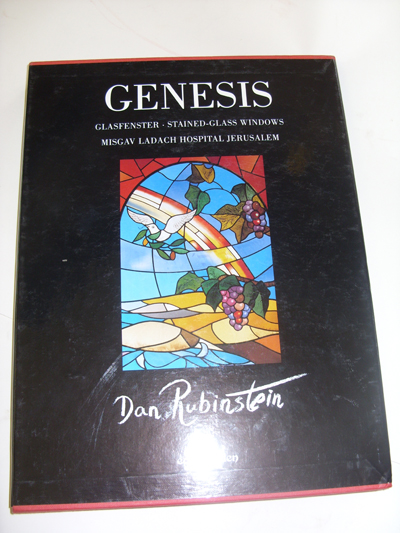 GENESIS
GLASFENSTER · STAINED-GLASS WINDOWS
MISGAV LADACH HOSPITAL JERUSALEM
Dan Rubinstein